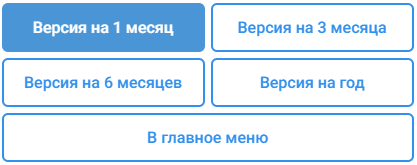 Версия на 1 месяц
Версия на 3 месяца
Версия на 6 месяцев
Версия на год
В главное меню